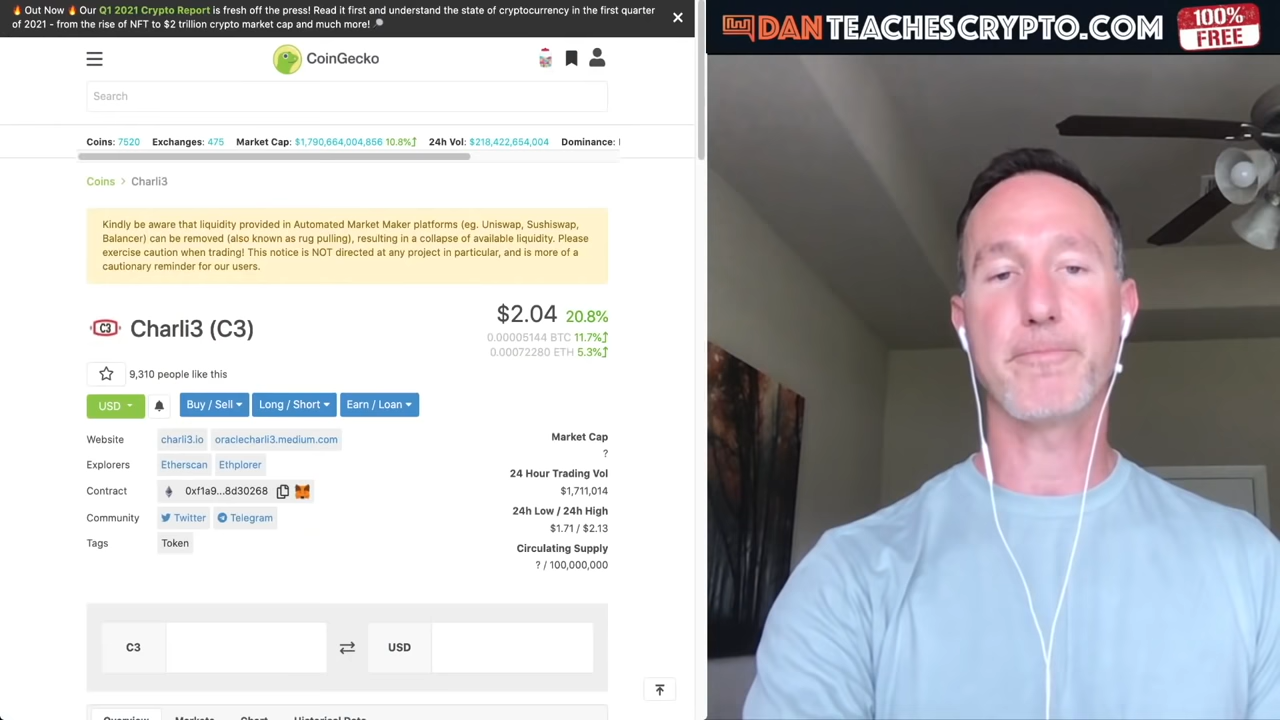 🔥 Out Now 🔥 Our Q1 2021 Crypto Report is fresh off the press! Read it first and understand the state of cryptocurrency in the first quarter
of 2021 - from the rise of NFT to $2 trillion crypto market cap and much more! 🔎
CoinGecko
Search
Coins: 7520 Exchanges: 475 Market Cap: $1,790,664,004,856 10.8% 24h Vol: $218,422,654,004 Dominance:
Coins > Charli3
Kindly be aware that liquidity provided in Automated Market Maker platforms (eg. Uniswap, Sushiswap,
Balancer) can be removed (also known as rug pulling), resulting in a collapse of available liquidity. Please
exercise caution when trading! This notice is NOT directed at any project in particular, and is more of a
cautionary reminder for our users.
C3 Charli3 (C3)
$2.04 20.8%
0.00005144 BTC 11.7%
0.00072280 ETH 5.3%
9,310 people like this
USD Buy / Sell Long / Short Earn / Loan
Website charli3.io oraclecharli3.medium.com
Explorers Etherscan Ethplorer
Contract 0xf1a9...8d30268
Community Twitter Telegram
Tags Token
Market Cap
?
24 Hour Trading Vol
$1,711,014
24h Low / 24h High
$1.71 / $2.13
Circulating Supply
? / 100,000,000
C3 USD
Overview Markets Chart Historical Data
DANTEACHESCRYPTO.COM
100%
FREE